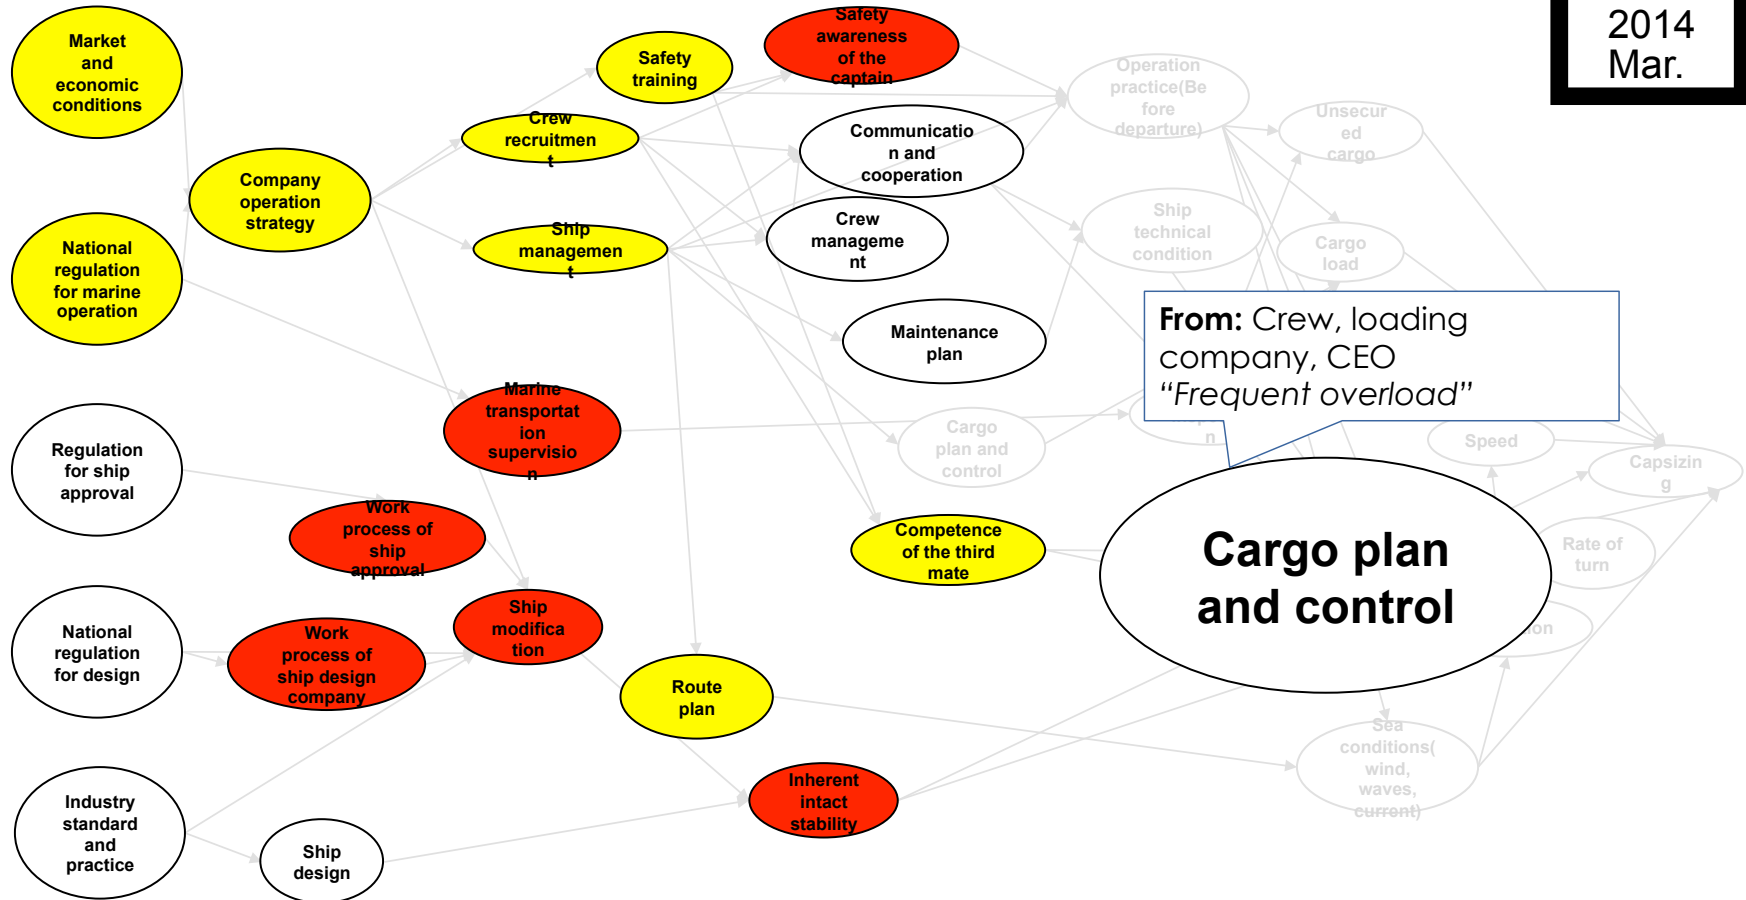 2014
Mar.
Market
and
economic
conditions
Safety
training
Safety
awareness
of the
captain
Operation
practice(Be
fore
departure)
Unsecur
ed
cargo
Crew
recruitmen
t
Communicatio
n and
cooperation
Company
operation
strategy
Ship
managemen
t
Crew
manageme
nt
Ship
technical
condition
Cargo
load
National
regulation
for marine
operation
Maintenance
plan
From: Crew, loading
company, CEO
“Frequent overload”
Marine
transportat
ion
supervisio
n
Cargo
plan and
control
n
Speed
Capsizin
g
Regulation
for ship
approval
Work
process of
ship
approval
Competence
of the third
mate
Cargo plan
and control
Rate of
turn
National
regulation
for design
Work
process of
ship design
company
Ship
modifica
tion
on
Route
plan
Sea
conditions(
wind,
waves,
current)
Industry
standard
and
practice
Ship
design
Inherent
intact
stability